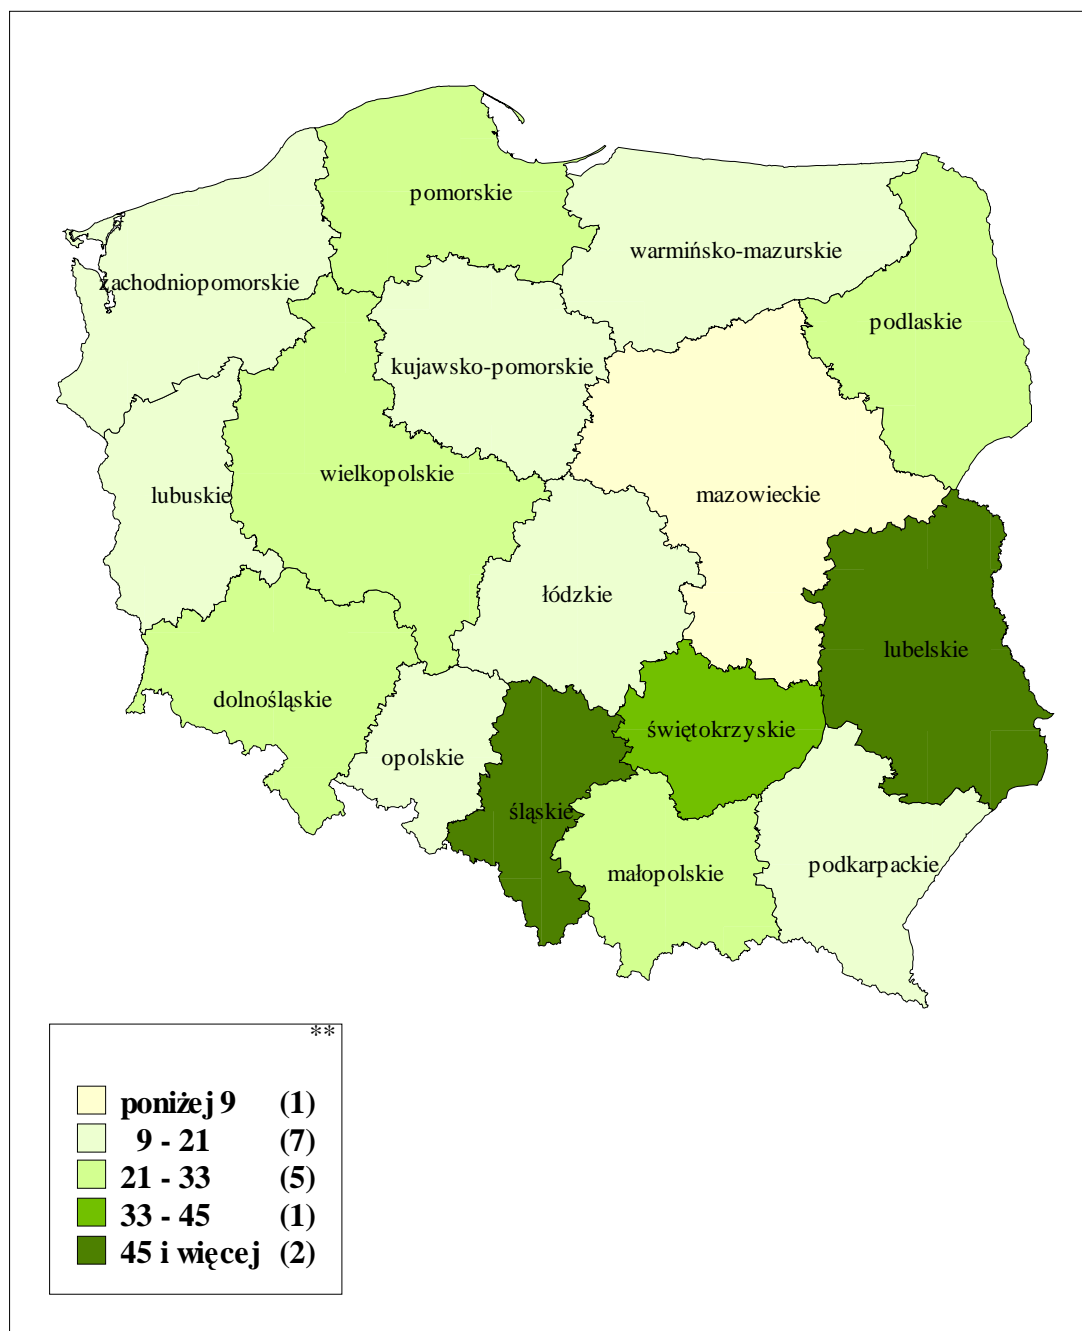 pomorskie
warmińsko-mazurskie
zachodniopomorskie
podlaskie
kujawsko-pomorskie
wielkopolskie
lubuskie
mazowieckie
łódzkie
lubelskie
dolnośląskie
świętokrzyskie
opolskie
śląskie
podkarpackie
małopolskie
**
poniżej 9 (1)
9 - 21 (7)
21 - 33 (5)
33 - 45 (1)
45 i więcej (2)